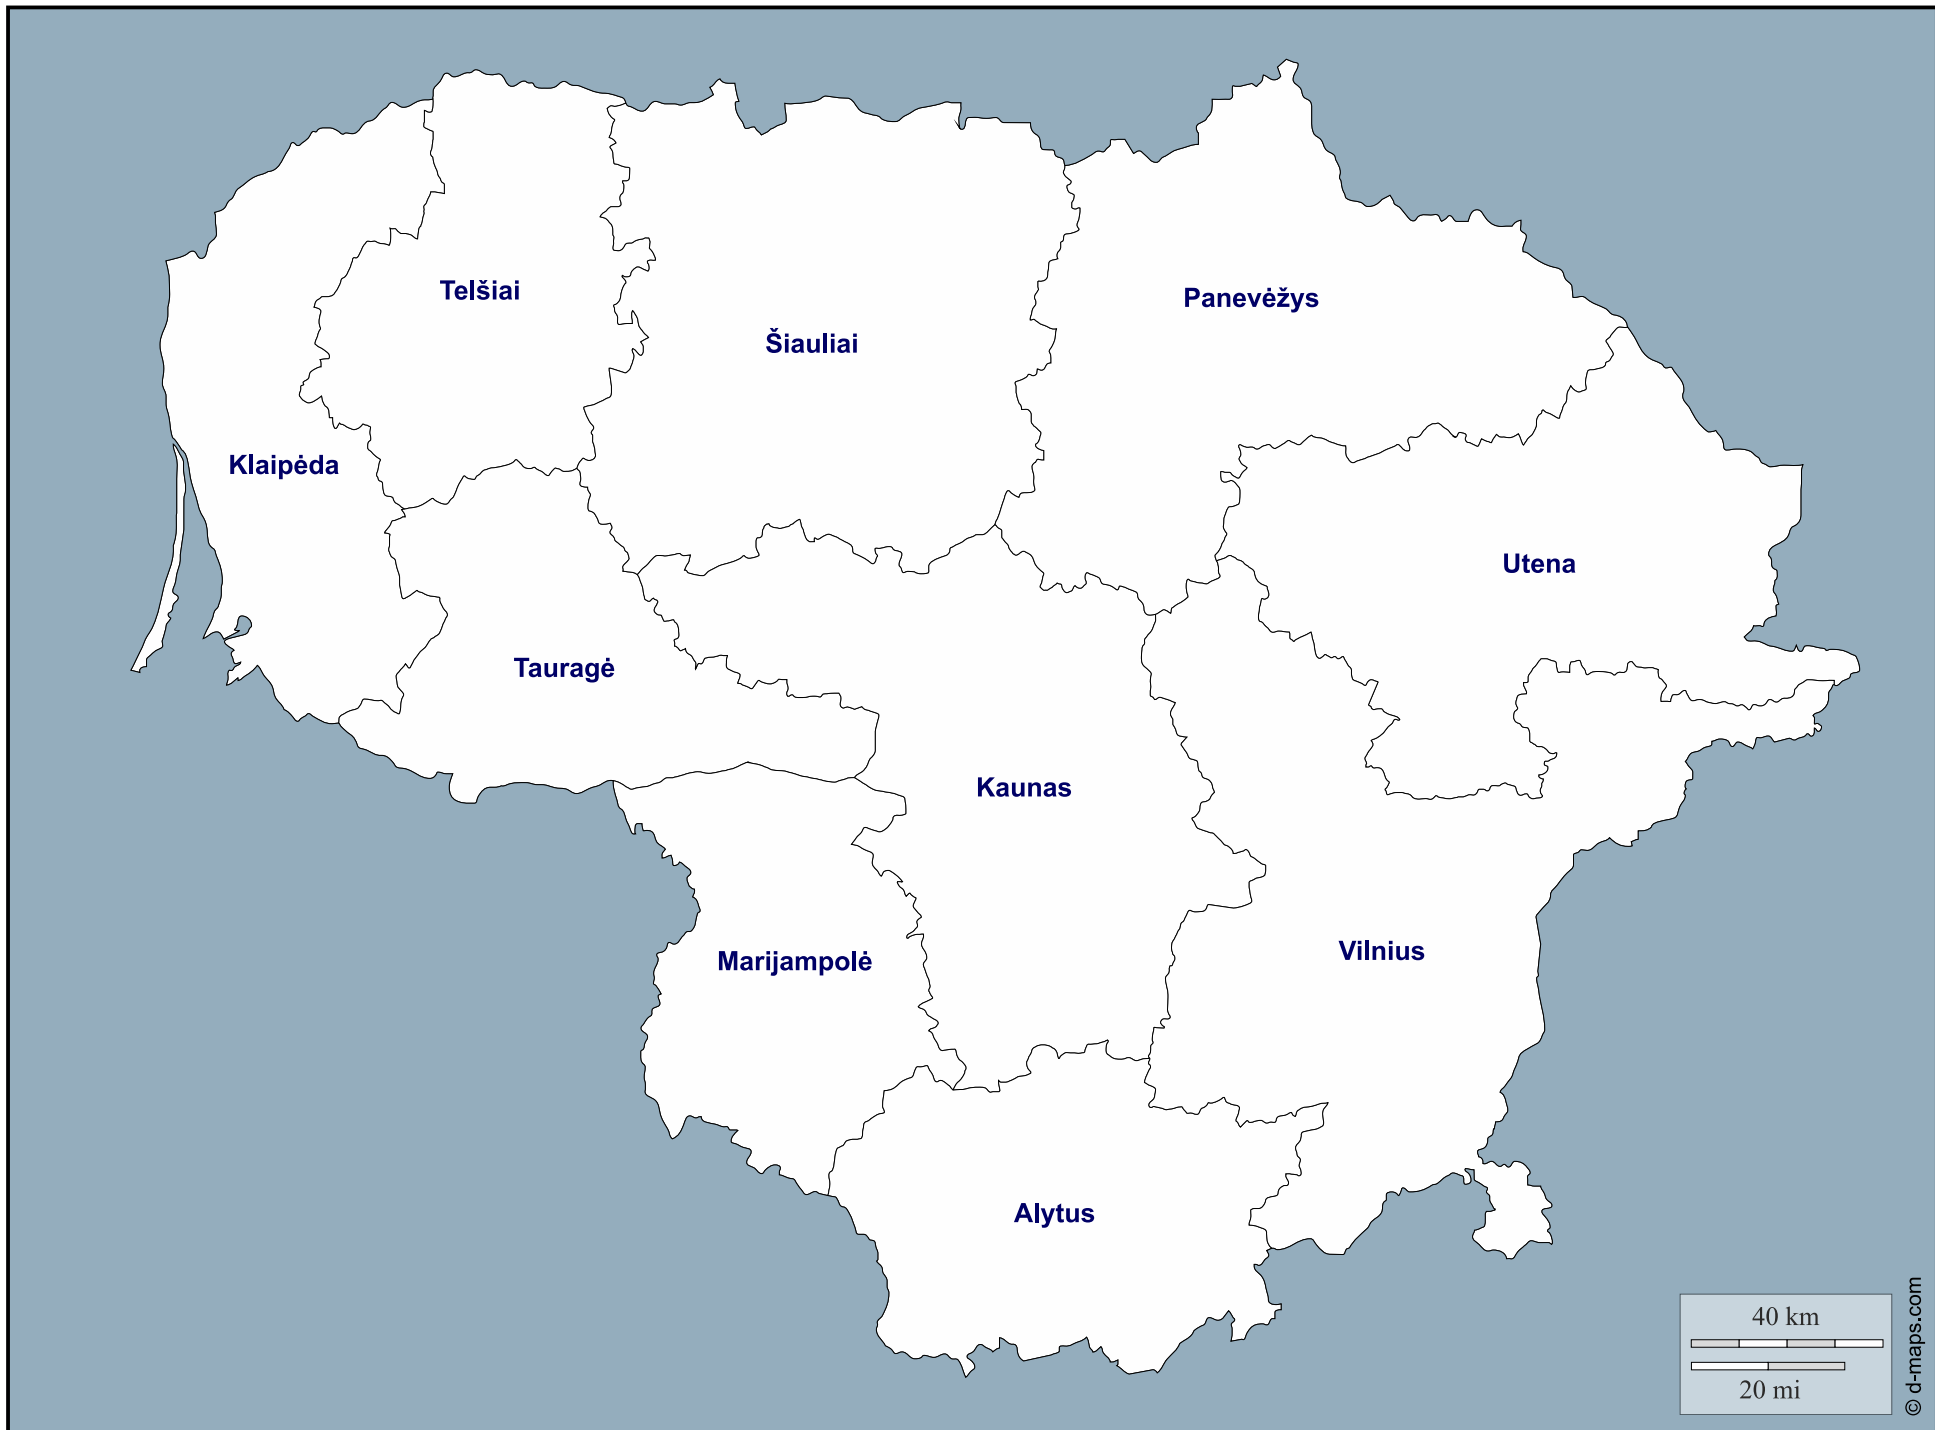 Telšiai
Panevėžys
Šiauliai
Klaipėda
Utena
Tauragė
Kaunas
Vilnius
Marijampolė
Alytus
40 km
20 mi
© d-maps.com